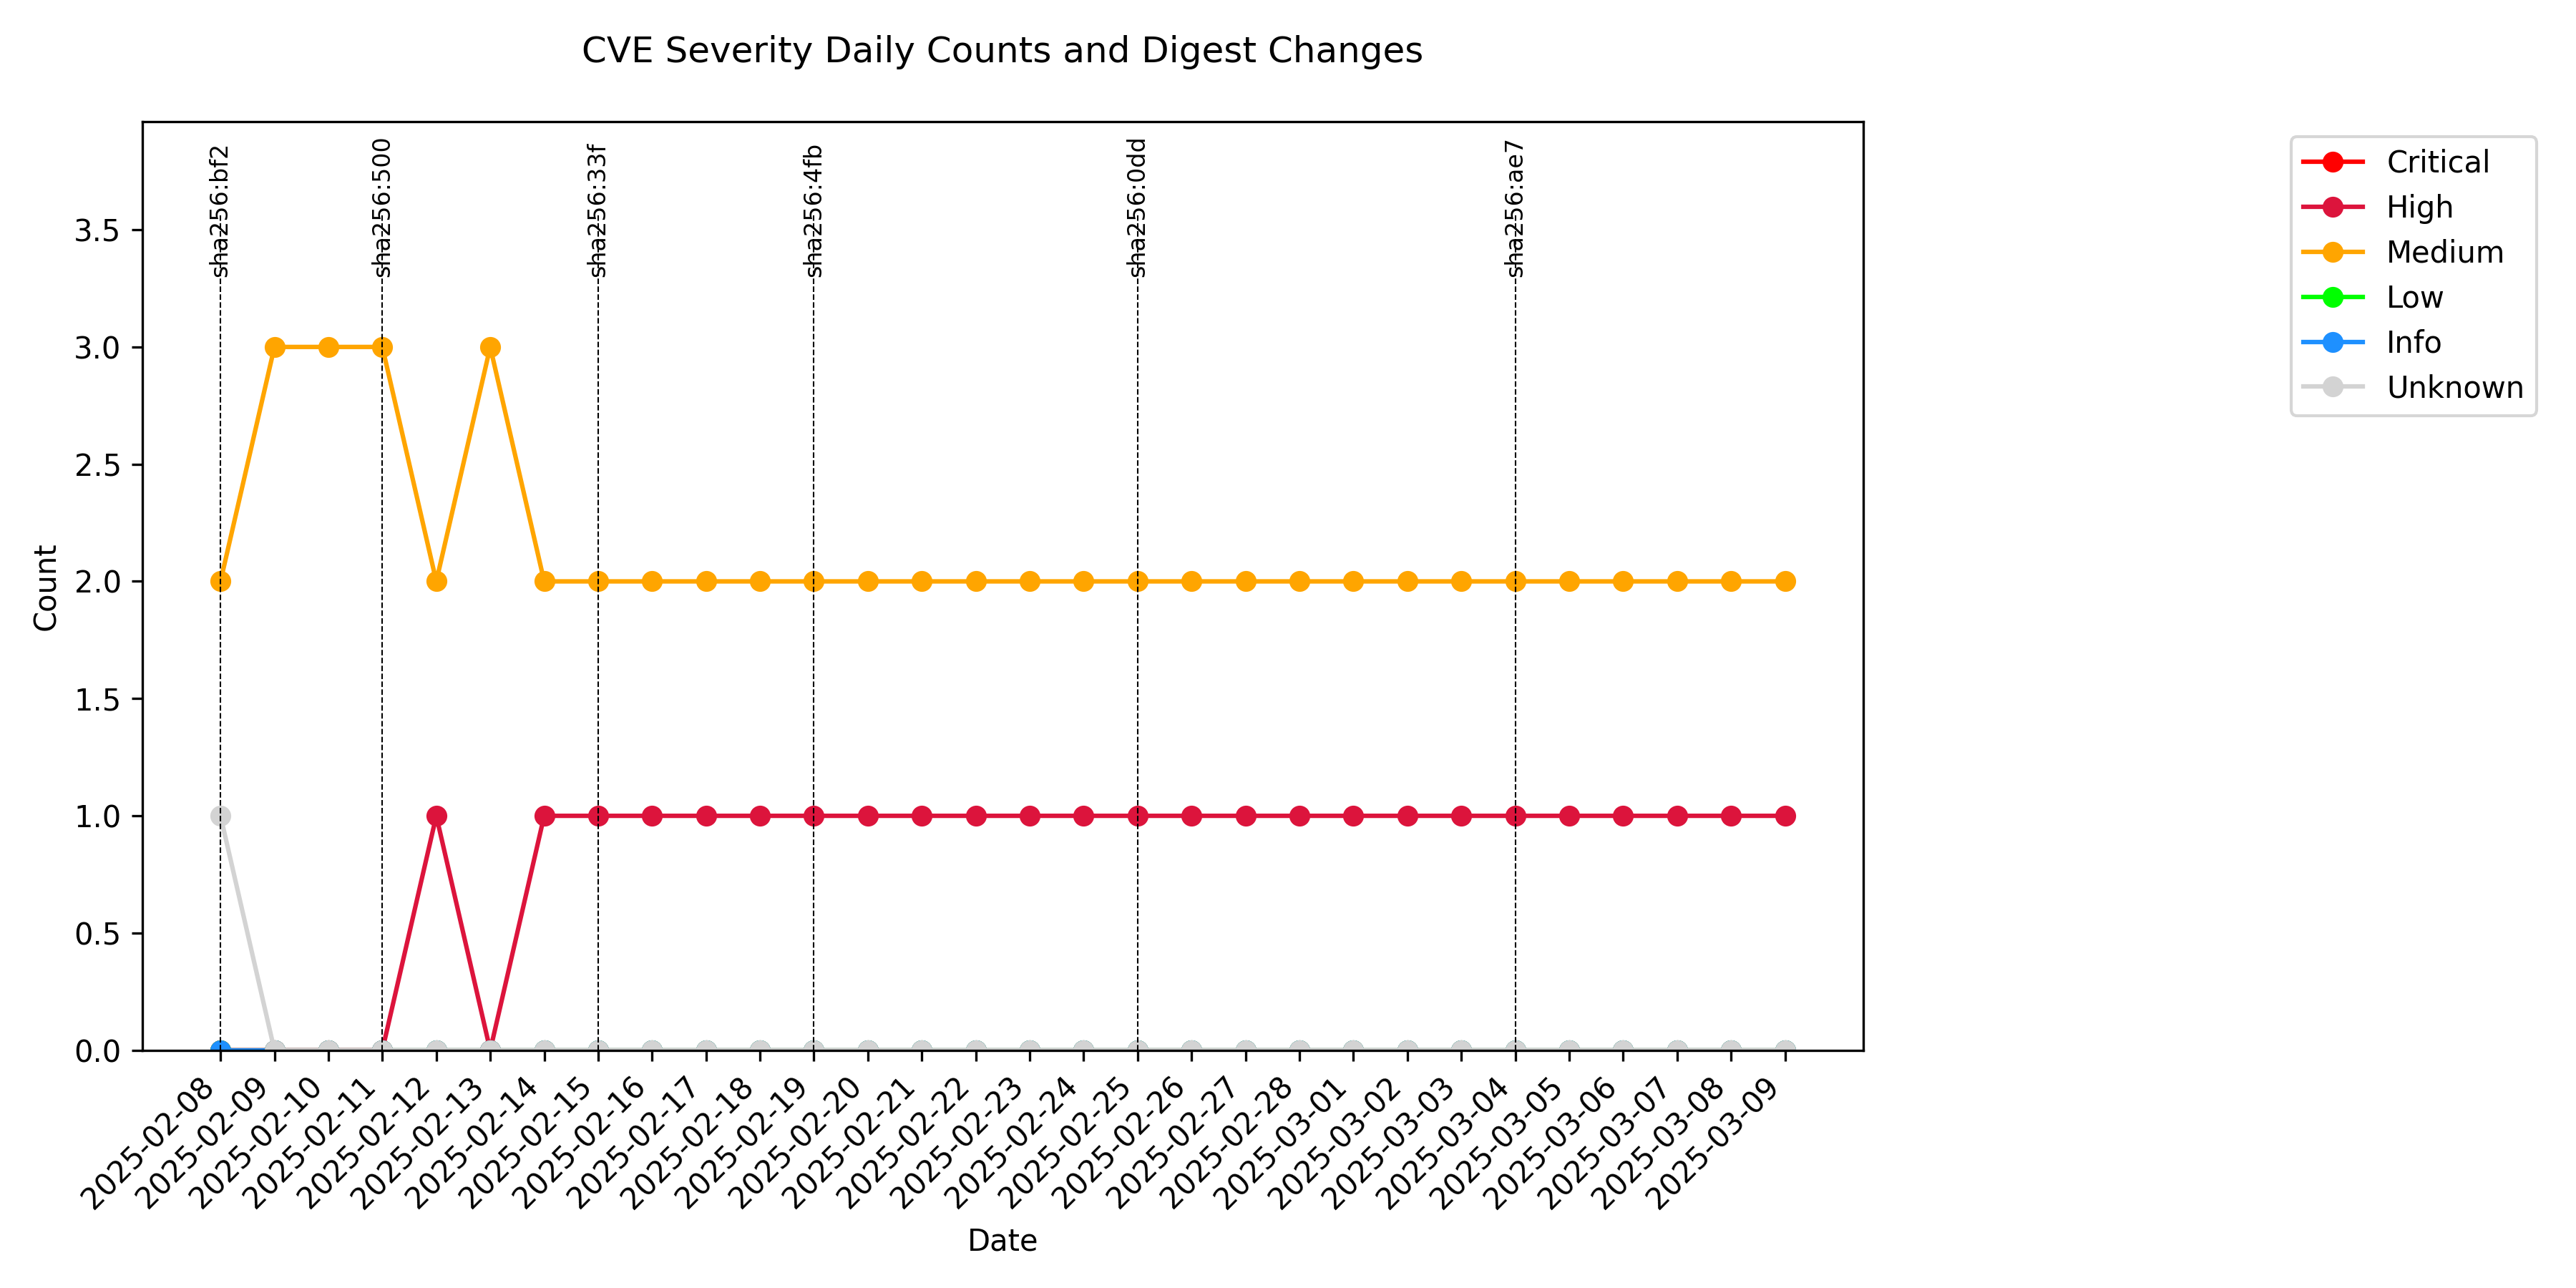 CVE Severity Daily Counts and Digest Changes
sha256:bf2
sha256:500
sha256:33f
sha256:4fb
sha256:0dd
sha256:ae7
Critical
High
Medium
Low
Info
Unknown
3.5
3.0
2.5
2.0
1.5
1.0
0.5
0.0
Count
2025-02-08
2025-02-09
2025-02-10
2025-02-11
2025-02-12
2025-02-13
2025-02-14
2025-02-15
2025-02-16
2025-02-17
2025-02-18
2025-02-19
2025-02-20
2025-02-21
2025-02-22
2025-02-23
2025-02-24
2025-02-25
2025-02-26
2025-02-27
2025-02-28
2025-03-01
2025-03-02
2025-03-03
2025-03-04
2025-03-05
2025-03-06
2025-03-07
2025-03-08
2025-03-09
Date